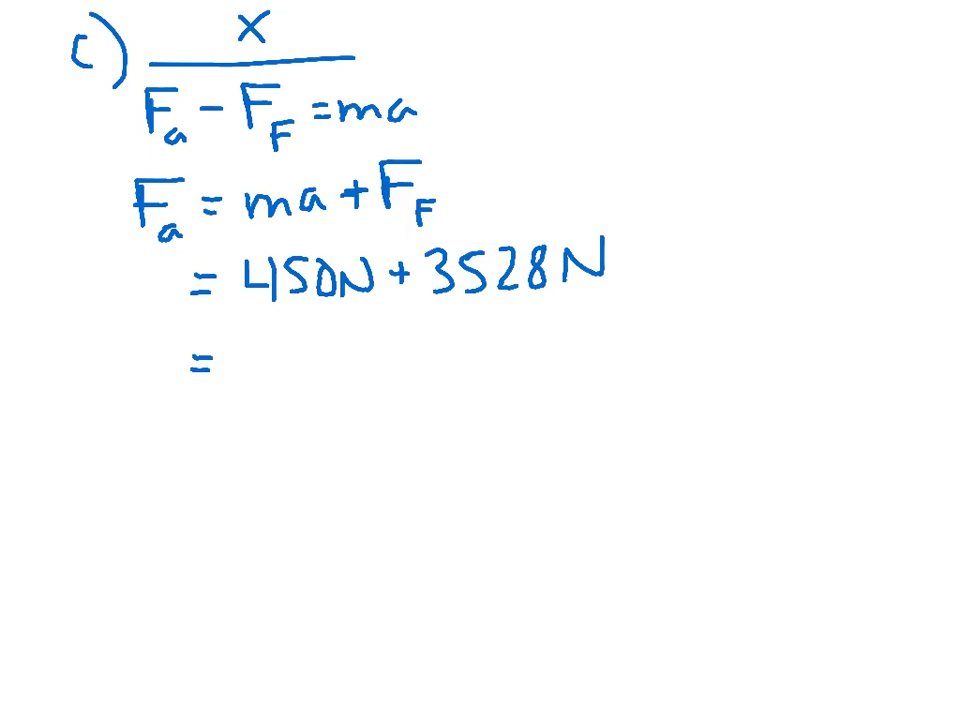 c) x
Fa - FF = ma
Fa = ma + FF
= 450N + 3528N
=